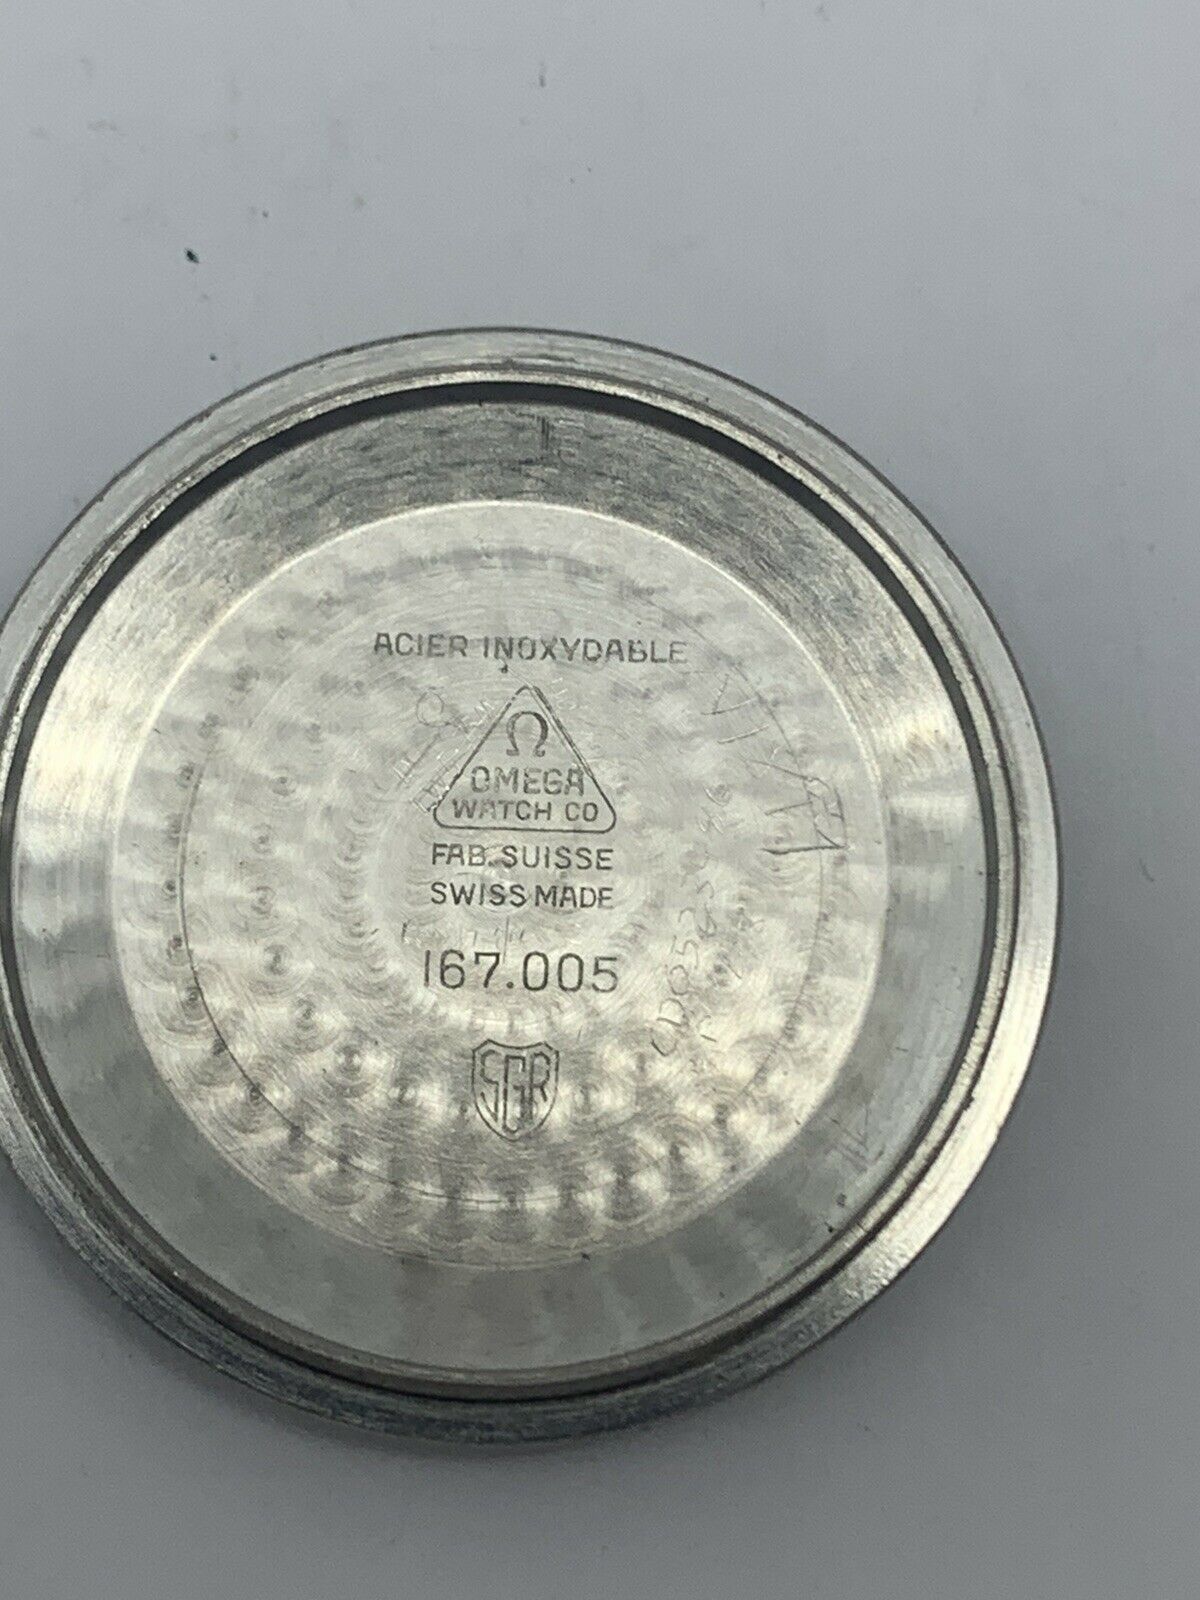 ACIER INOXYDABLE
Ω
OMEGA
WATCH CO
FAB. SUISSE
SWISS MADE
167.005
SGR